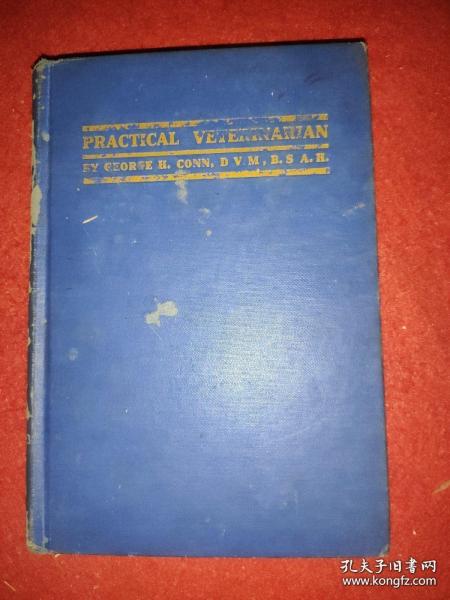 PRACTICAL VETERINARIAN
BY GEORGE H. CONN, D V M, B. S A. H.
孔夫子旧书网
www.kongfz.com